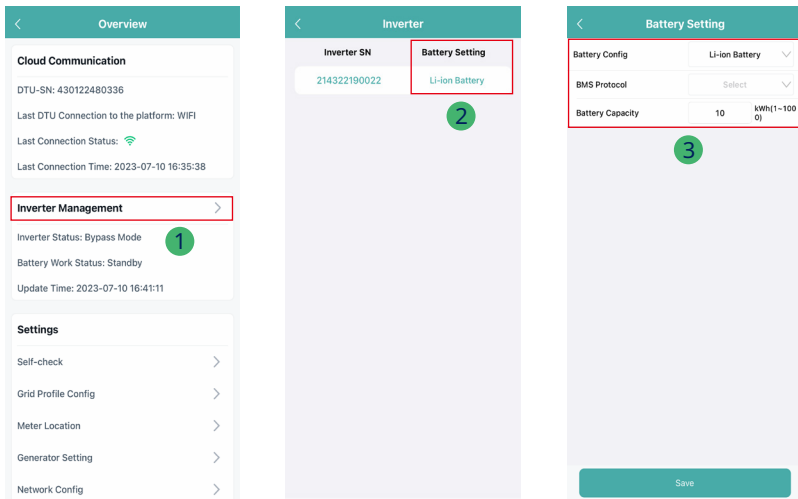 Overview
Cloud Communication
DTU-SN: 430122480336
Last DTU Connection to the platform: WIFI
Last Connection Status:
Last Connection Time: 2023-07-10 16:35:38
Inverter Management
1
Inverter Status: Bypass Mode
Battery Work Status: Standby
Update Time: 2023-07-10 16:41:11
Settings
Self-check
Grid Profile Config
Meter Location
Generator Setting
Network Config
Inverter
Inverter SN Battery Setting
214322190022 Li-ion Battery
2
Battery Setting
Battery Config Li-ion Battery
BMS Protocol Select
Battery Capacity 10 kWh(1~100
0)
3
Save